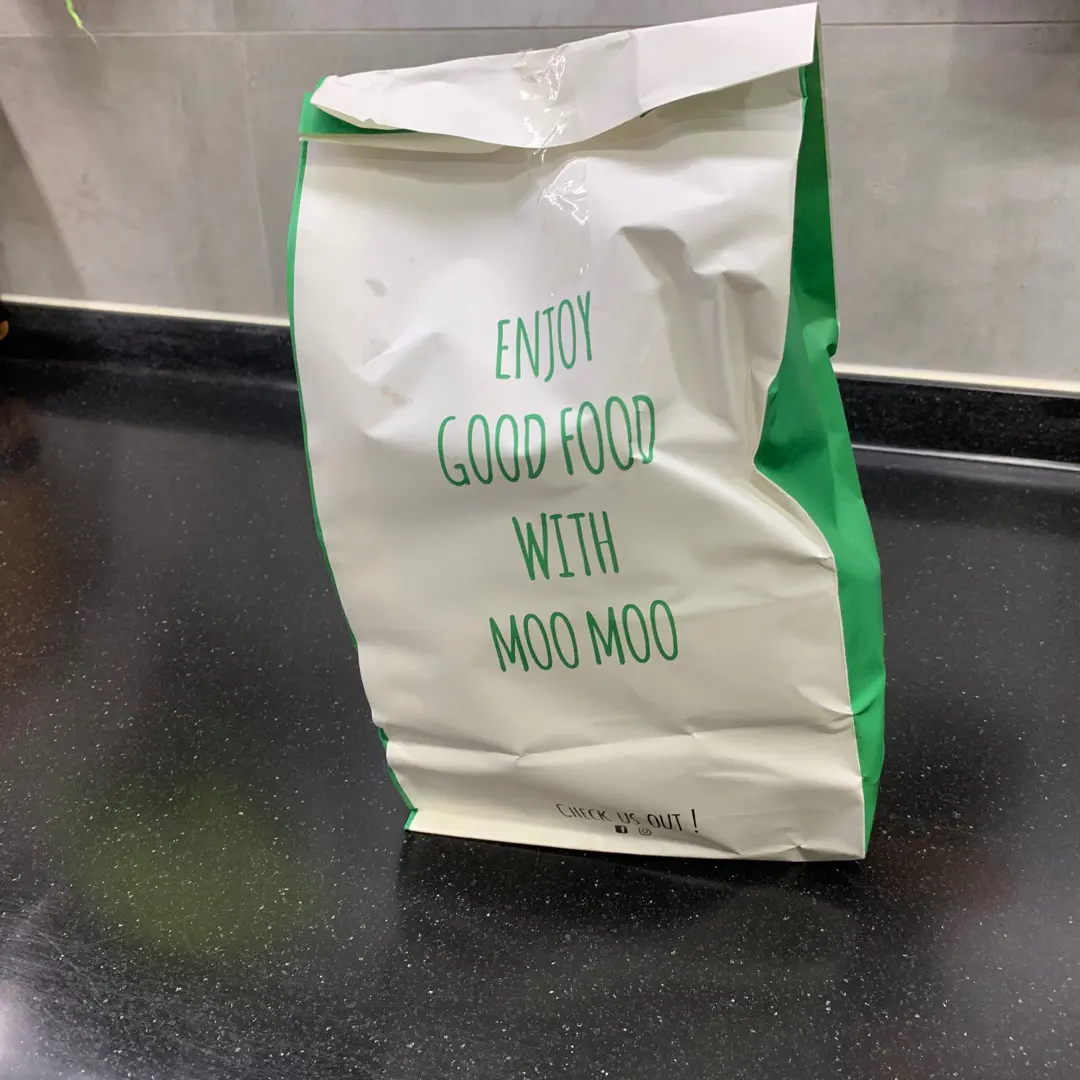 ENJOY
GOOD FOOD
WITH
MOO MOO
CHECK US OUT !